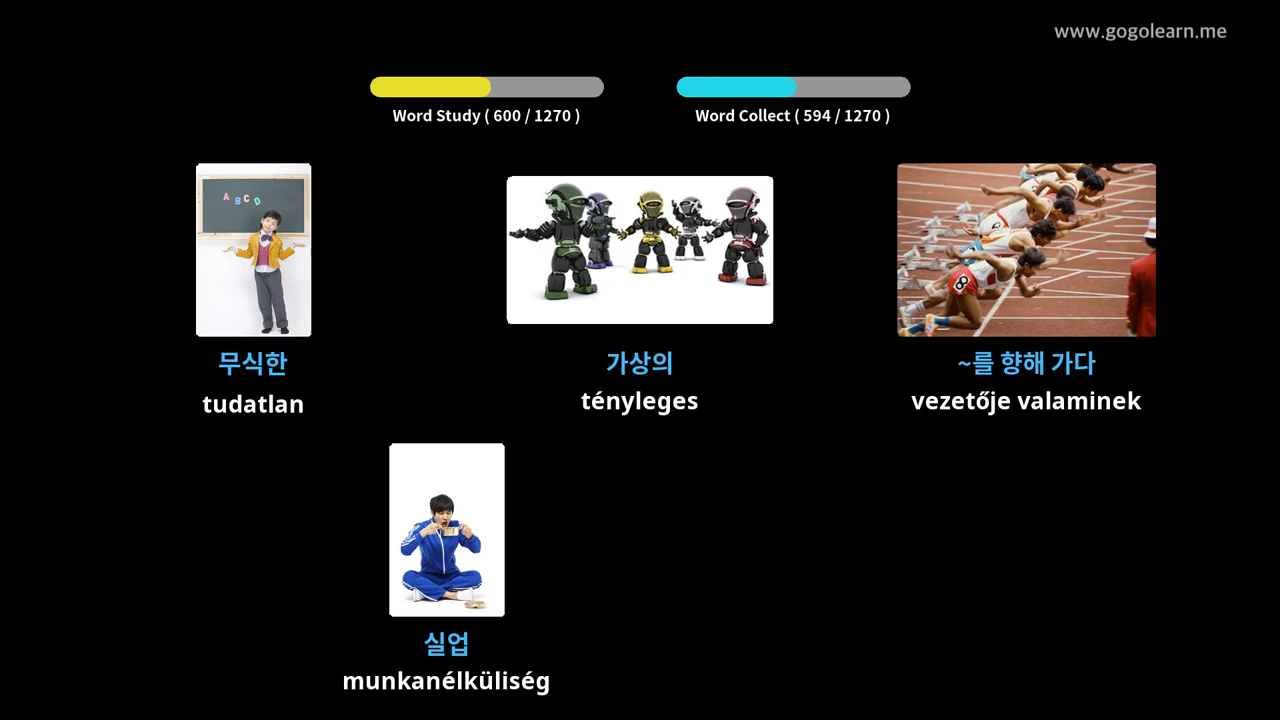 www.gogolearn.me
Word Study ( 600 / 1270 )
Word Collect ( 594 / 1270 )
A B C D
8
무식한
tudatlan
가상의
tényleges
~를 향해 가다
vezetője valaminek
실업
munkanélküliség